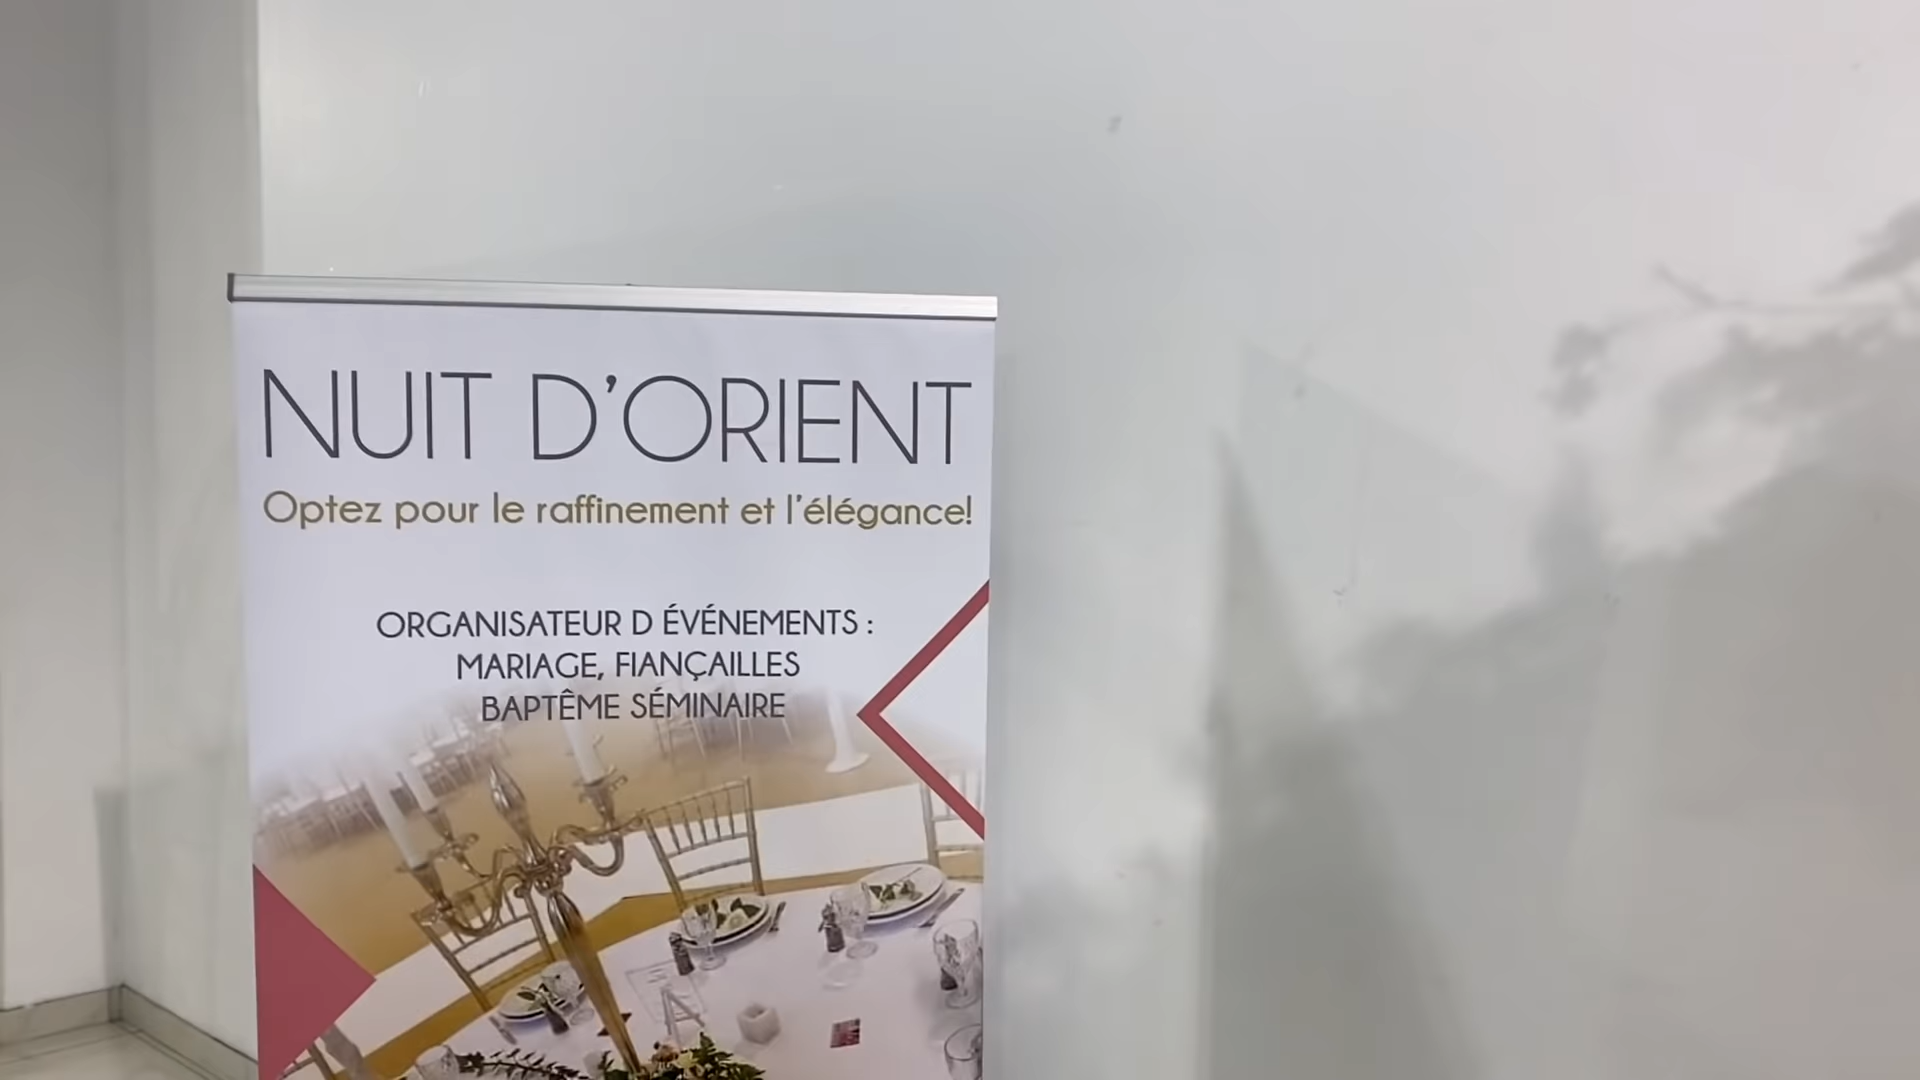 NUIT D'ORIENT
Optez pour le raffinement et l'élégance!
ORGANISATEUR D ÉVÉNEMENTS :
MARIAGE, FIANÇAILLES
BAPTÊME SÉMINAIRE